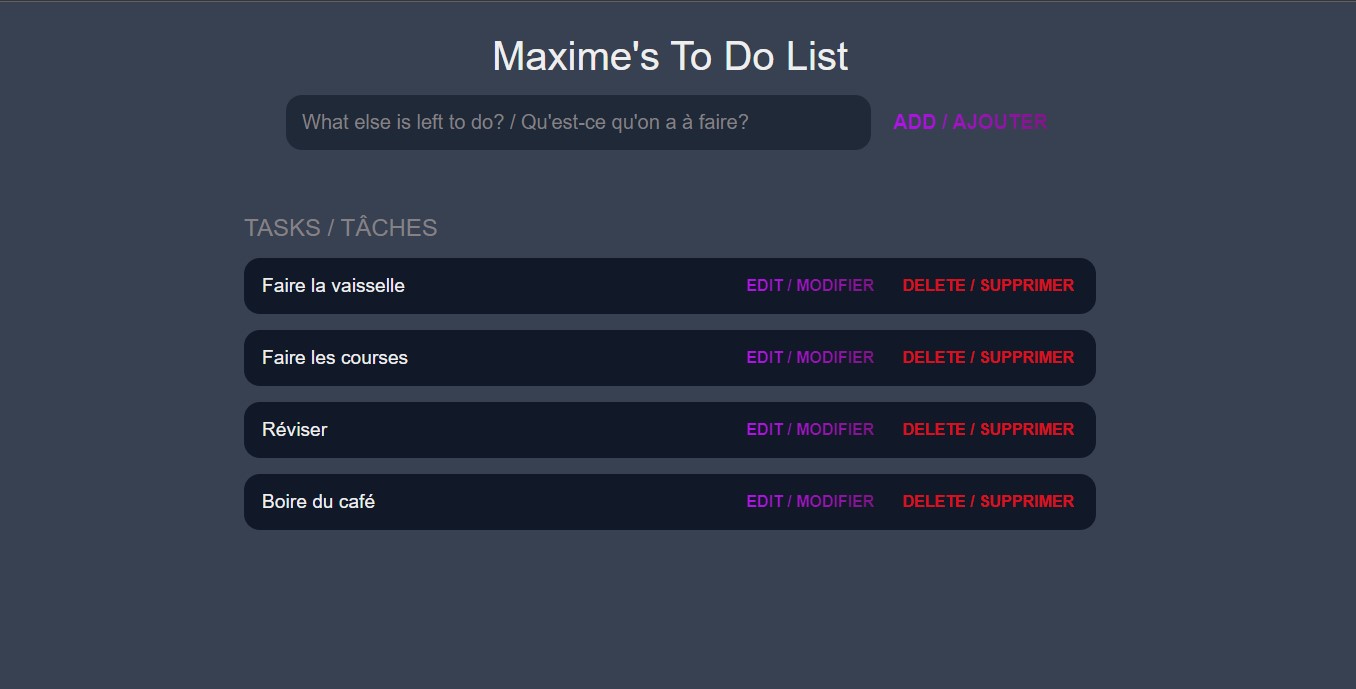 Maxime's To Do List
What else is left to do? / Qu'est-ce qu'on a à faire? ADD / AJOUTER
TASKS / TÂCHES
Faire la vaisselle EDIT / MODIFIER DELETE / SUPPRIMER
Faire les courses EDIT / MODIFIER DELETE / SUPPRIMER
Réviser EDIT / MODIFIER DELETE / SUPPRIMER
Boire du café EDIT / MODIFIER DELETE / SUPPRIMER